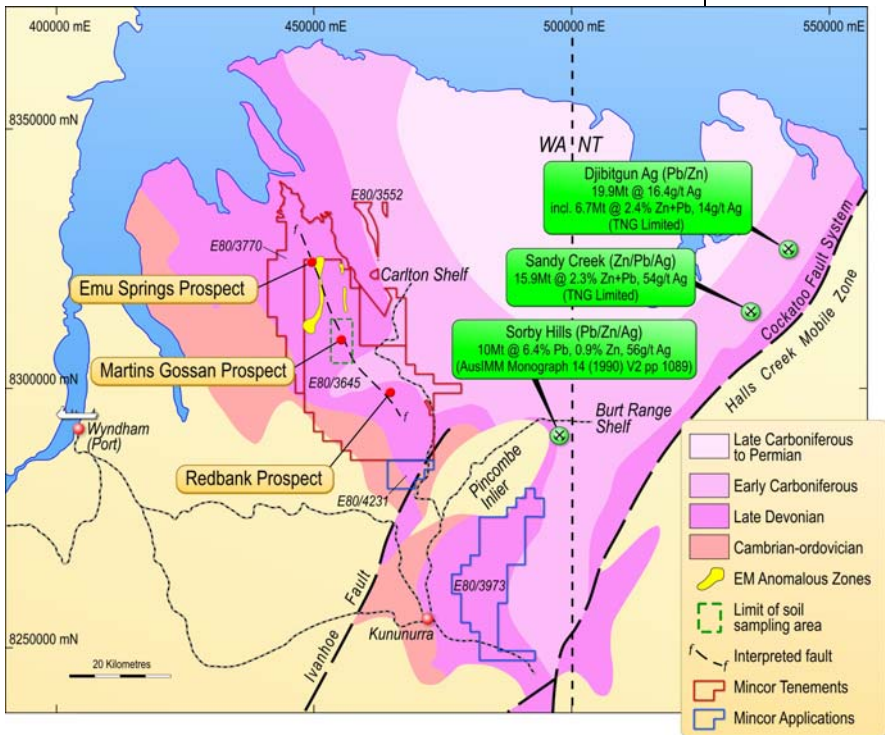 400000 mE
450000 mE
500000 mE
550000 mE
8350000 mN
WA
NT
Djibitgun Ag (Pb/Zn)
19.9Mt @ 16.4g/t Ag
incl. 6.7Mt @ 2.4% Zn+Pb, 14g/t Ag
(TNG Limited)
E80/3552
E80/3770
f
Carlton Shelf
Emu Springs Prospect
Sandy Creek (Zn/Pb/Ag)
15.9Mt @ 2.3% Zn+Pb, 54g/t Ag
(TNG Limited)
Cockatoo Fault System
Halls Creek Mobile Zone
Sorby Hills (Pb/Zn/Ag)
10Mt @ 6.4% Pb, 0.9% Zn, 56g/t Ag
(AusIMM Monograph 14 (1990) V2 pp 1089)
Martins Gossan Prospect
E80/3645
8300000 mN
f
Burt Range
Shelf
Wyndham
(Port)
Redbank Prospect
Pincombe
Inlier
E80/4231
E80/3973
Ivanhoe Fault
Kununurra
8250000 mN
20 Kilometres
Late Carboniferous
to Permian
Early Carboniferous
Late Devonian
Cambrian-ordovician
EM Anomalous Zones
Limit of soil
sampling area
f
f
Interpreted fault
Mincor Tenements
Mincor Applications